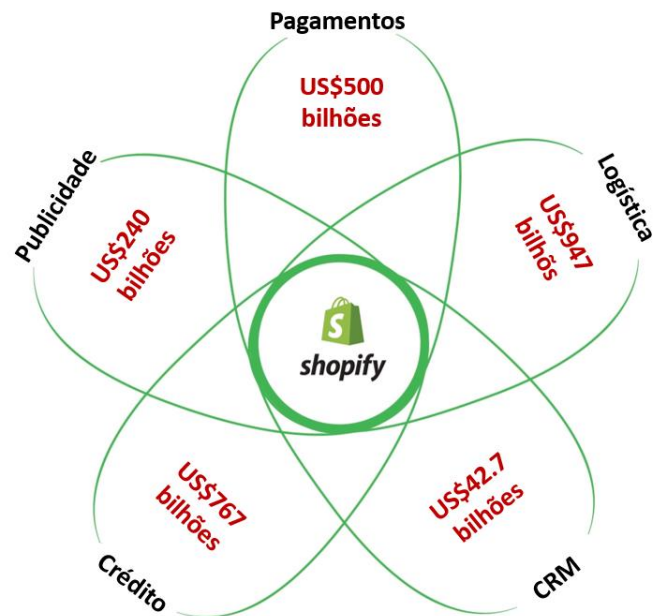 Pagamentos
US$500
bilhões
Publicidade
US$240
bilhões
Logística
US$947
bilhõs
S
shopify
US$767
bilhões
Crédito
US$42.7
bilhões
CRM